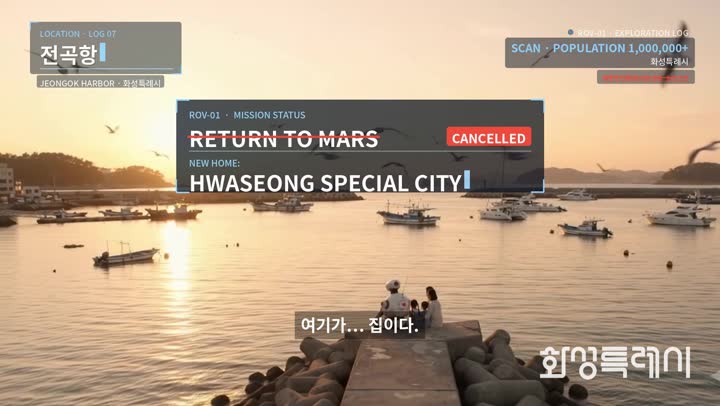 LOCATION · LOG 07
전곡항
JEONGOK HARBOR · 화성특례시
ROV-01 · EXPLORATION LOG
SCAN · POPULATION 1,000,000+
화성특례시
ROV-01 · MISSION STATUS
RETURN TO MARS
CANCELLED
NEW HOME:
HWASEONG SPECIAL CITY
여기가... 집이다.
화성특례시